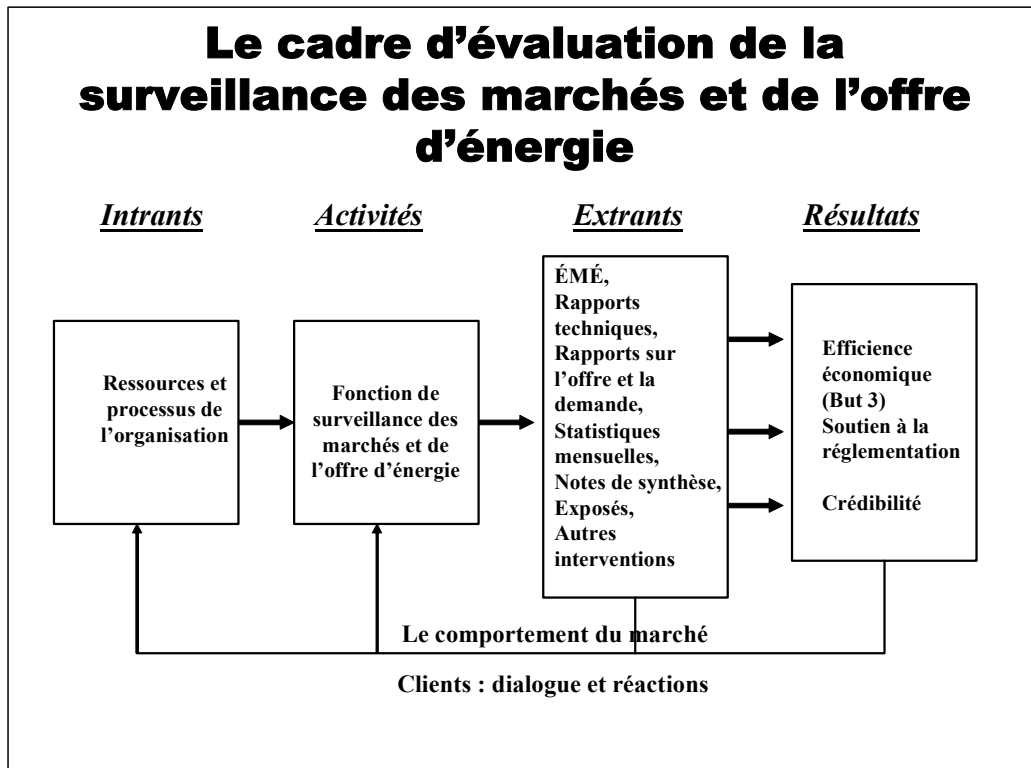 Le cadre d’évaluation de la
surveillance des marchés et de l’offre
d’énergie
Intrants
Activités
Extrants
Résultats
Ressources et
processus de
l’organisation
Fonction de
surveillance des
marchés et de
l’offre d’énergie
ÉMÉ,
Rapports
techniques,
Rapports sur
l’offre et la
demande,
Statistiques
mensuelles,
Notes de synthèse,
Exposés,
Autres
interventions
Efficience
économique
(But 3)
Soutien à la
réglementation
Crédibilité
Le comportement du marché
Clients : dialogue et réactions